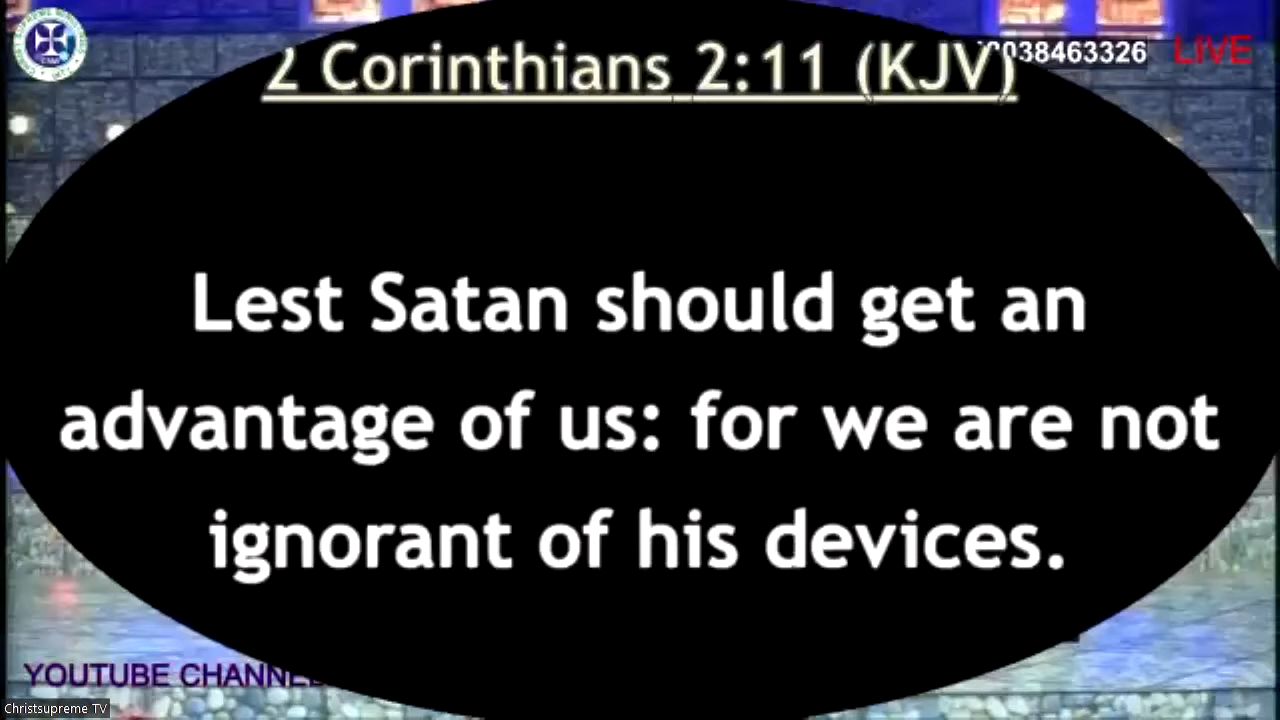 2 Corinthians 2:11 (KJV)
038463326
LIVE
Lest Satan should get an
advantage of us: for we are not
ignorant of his devices.
YOUTUBE CHANNEL
Christsupreme TV